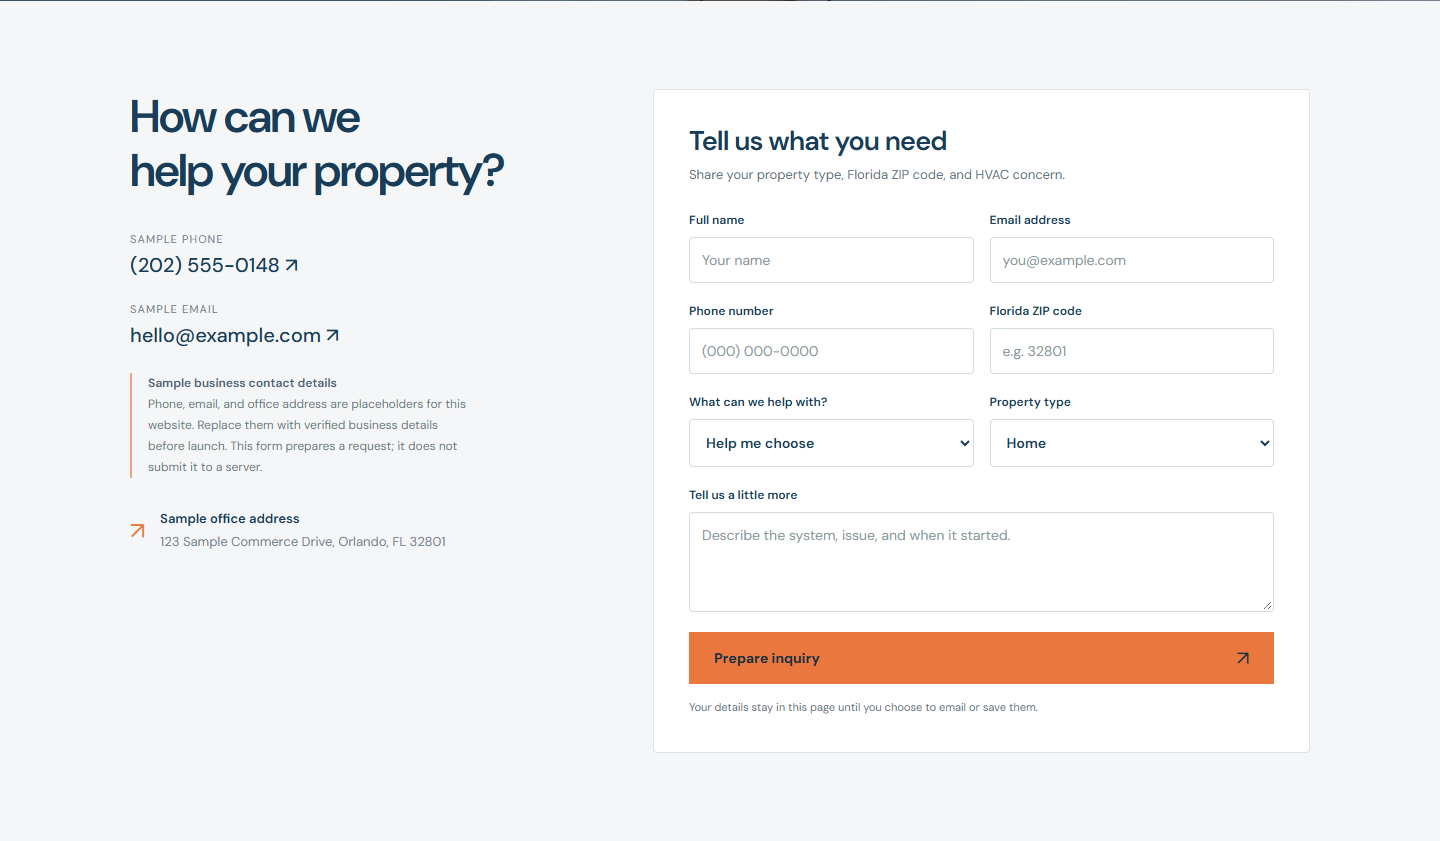 How can we
help your property?
SAMPLE PHONE
(202) 555-0148
SAMPLE EMAIL
hello@example.com
Sample business contact details
Phone, email, and office address are placeholders for this
website. Replace them with verified business details
before launch. This form prepares a request; it does not
submit it to a server.
Sample office address
123 Sample Commerce Drive, Orlando, FL 32801
Tell us what you need
Share your property type, Florida ZIP code, and HVAC concern.
Full name
Your name
Email address
you@example.com
Phone number
(000) 000-0000
Florida ZIP code
e.g. 32801
What can we help with?
Help me choose
Property type
Home
Tell us a little more
Describe the system, issue, and when it started.
Prepare inquiry
Your details stay in this page until you choose to email or save them.